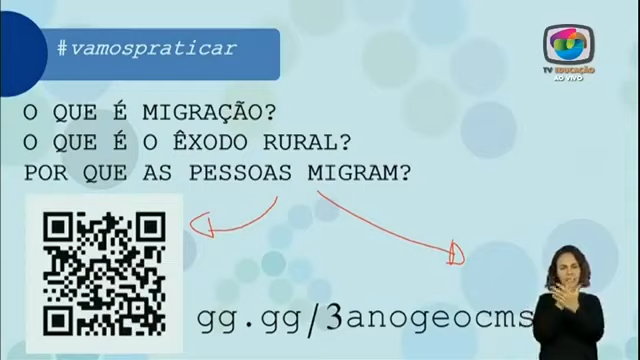 #vamospraticar
TV EDUCAÇÃO
AO VIVO
O QUE É MIGRAÇÃO?
O QUE É O ÊXODO RURAL?
POR QUE AS PESSOAS MIGRAM?
gg.gg/3anogeocms